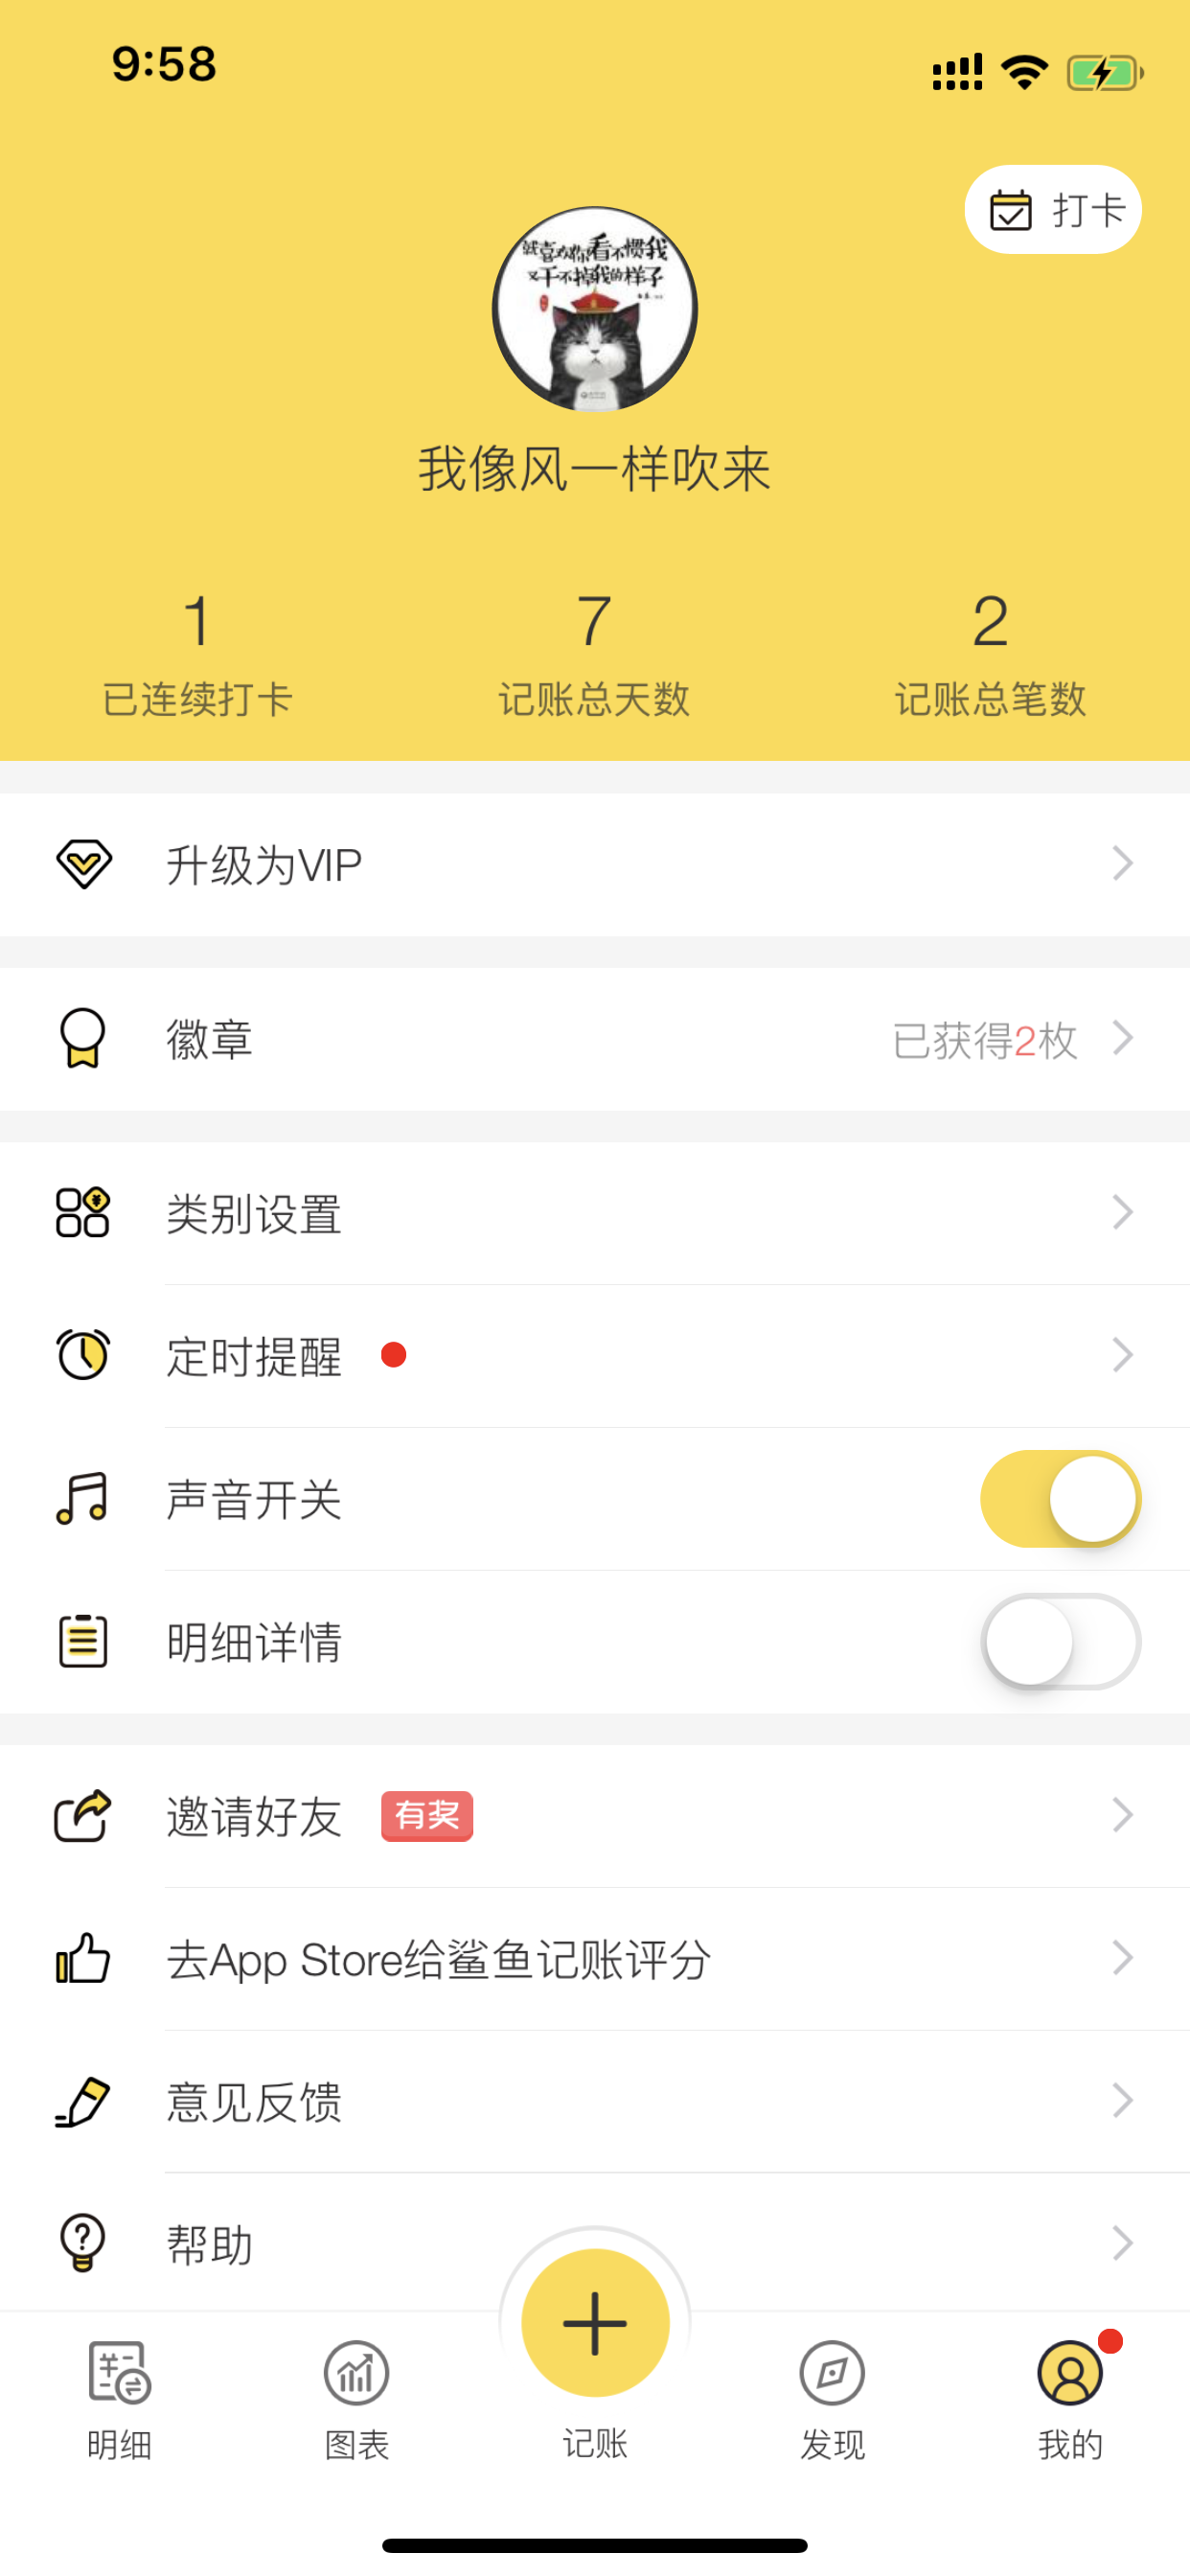 9:58
打卡
就喜欢你看不惯我
又干不掉我的样子
我像风一样吹来
1
已连续打卡
7
记账总天数
2
记账总笔数
升级为VIP
徽章
已获得2枚
类别设置
定时提醒
声音开关
明细详情
邀请好友 有奖
去App Store给鲨鱼记账评分
意见反馈
帮助
明细
图表
记账
发现
我的